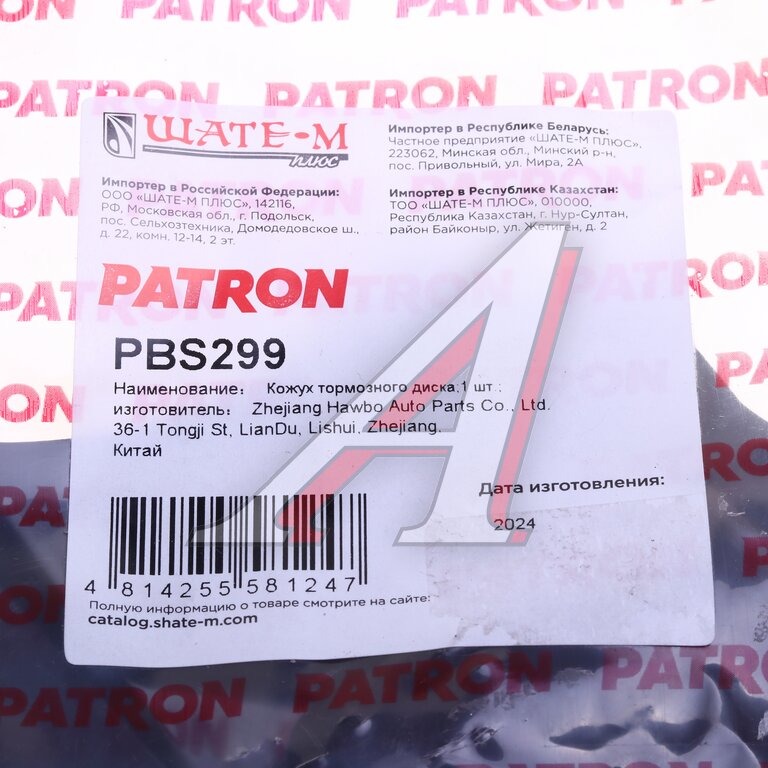 ШАТЕ-М
ПЛЮС
Импортер в Российской Федерации:
ООО «ШАТЕ-М ПЛЮС», 142116,
РФ, Московская обл., г. Подольск,
пос. Сельхозтехника, Домодедовское ш.,
д. 22, комн. 12-14, 2 эт.
Импортер в Республике Беларусь:
Частное предприятие «ШАТЕ-М ПЛЮС»,
223062, Минская обл., Минский р-н,
пос. Привольный, ул. Мира, 2А
Импортер в Республике Казахстан:
ТОО «ШАТЕ-М ПЛЮС», 010000,
Республика Казахстан, г. Нур-Султан,
район Байконыр, ул. Жетиген, д. 2
PATRON
PBS299
Наименование: Кожух тормозного диска;1 шт.;
изготовитель: Zhejiang Hawbo Auto Parts Co., Ltd.
36-1 Tongji St, LianDu, Lishui, Zhejiang,
Китай
Дата изготовления:
2024
4 814255 581247
Полную информацию о товаре смотрите на сайте:
catalog.shate-m.com
PATRON
PATRON
PATRON
PATRON